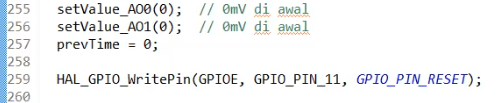 255 setValue_AO0(0);  // 0mV di awal
256 setValue_AO1(0);  // 0mV di awal
257 prevTime = 0;
258
259 HAL_GPIO_WritePin(GPIOE, GPIO_PIN_11, GPIO_PIN_RESET);
260